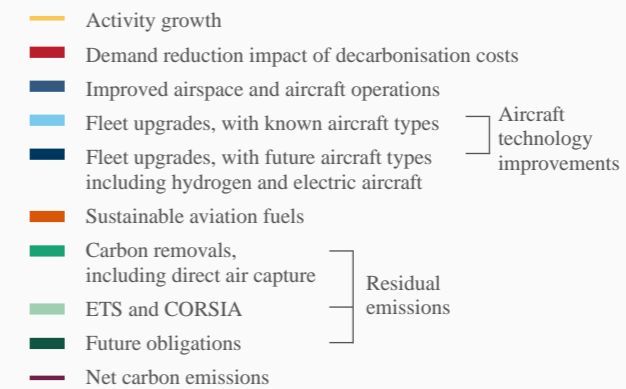 Activity growth
Demand reduction impact of decarbonisation costs
Improved airspace and aircraft operations
Fleet upgrades, with known aircraft types
Fleet upgrades, with future aircraft types
including hydrogen and electric aircraft
Aircraft
technology
improvements
Sustainable aviation fuels
Carbon removals,
including direct air capture
ETS and CORSIA
Future obligations
Residual
emissions
Net carbon emissions